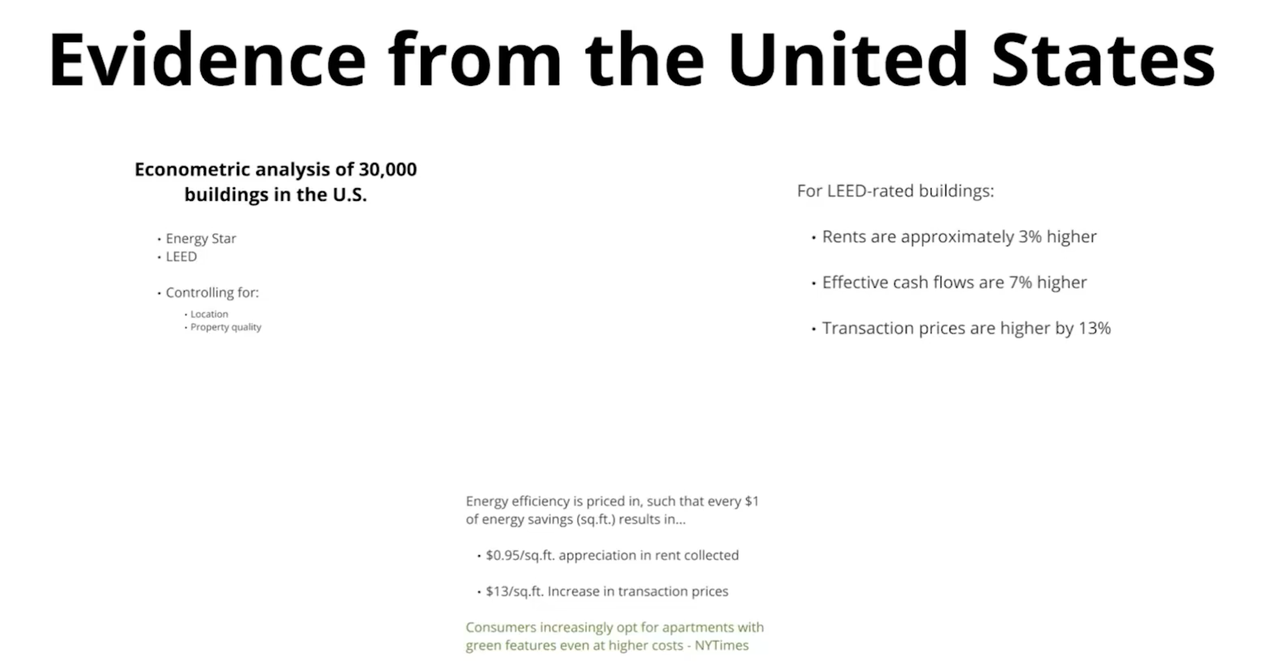 Evidence from the United States
Econometric analysis of 30,000
buildings in the U.S.
• Energy Star
• LEED
• Controlling for:
• Location
• Property quality
For LEED-rated buildings:
• Rents are approximately 3% higher
• Effective cash flows are 7% higher
• Transaction prices are higher by 13%
Energy efficiency is priced in, such that every $1
of energy savings (sq.ft.) results in...
• $0.95/sq.ft. appreciation in rent collected
• $13/sq.ft. Increase in transaction prices
Consumers increasingly opt for apartments with
green features even at higher costs - NYTimes